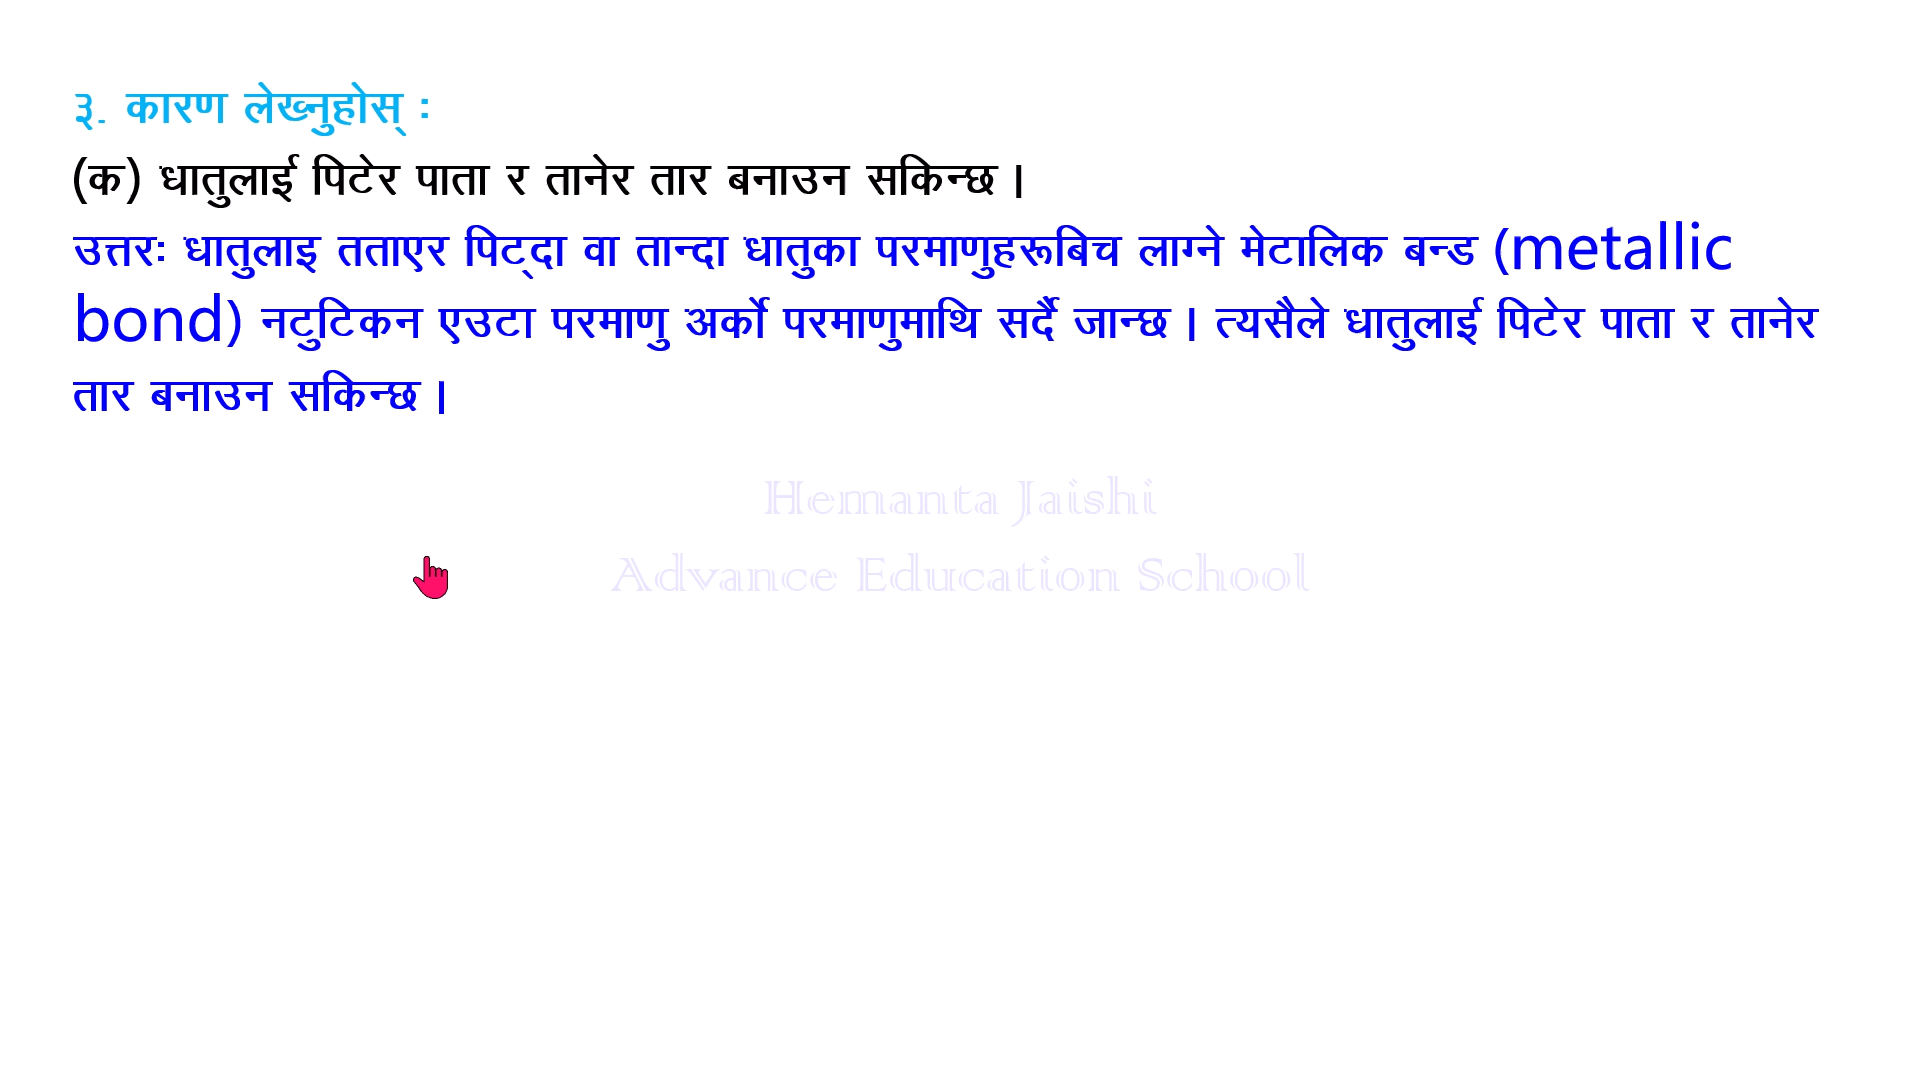 ३. कारण लेख्नुहोस् :
(क) धातुलाई पिटेर पाता र तानेर तार बनाउन सकिन्छ ।
उत्तरः धातुलाइ तताएर पिट्दा वा तान्दा धातुका परमाणुहरूबिच लाग्ने मेटालिक बन्ड (metallic
bond) नटुटिकन एउटा परमाणु अर्को परमाणुमाथि सर्दै जान्छ । त्यसैले धातुलाई पिटेर पाता र तानेर
तार बनाउन सकिन्छ ।
Hemanta Jaishi
Advance Education School